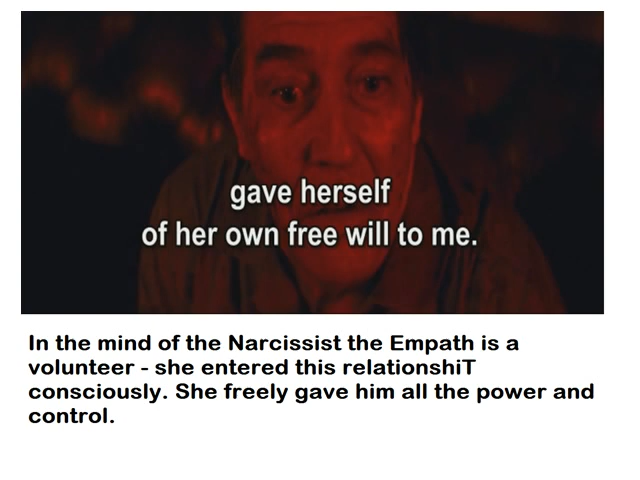 gave herself
of her own free will to me.
In the mind of the Narcissist the Empath is a
volunteer - she entered this relationshiT
consciously. She freely gave him all the power and
control.